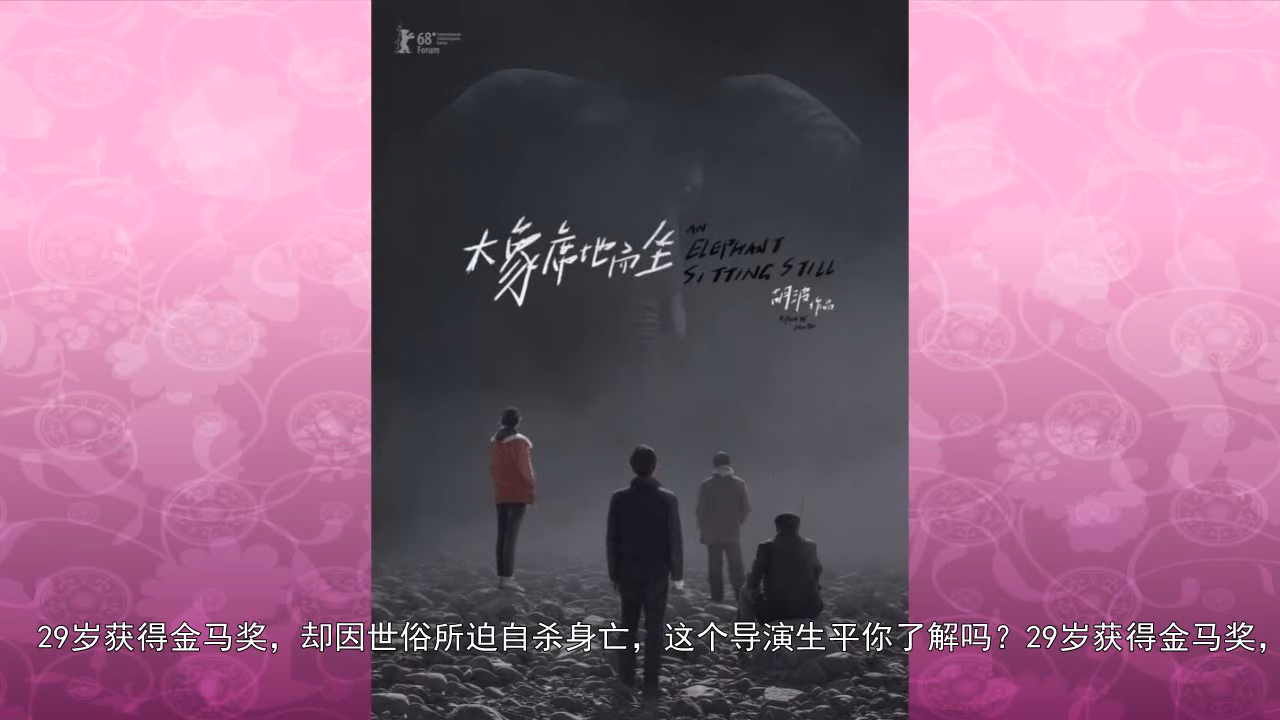 68°
Forum
大象席地而坐
AN
ELEPHANT
SITTING STILL
胡波作品
29岁获得金马奖，却因世俗所迫自杀身亡，这个导演生平你了解吗？29岁获得金马奖，